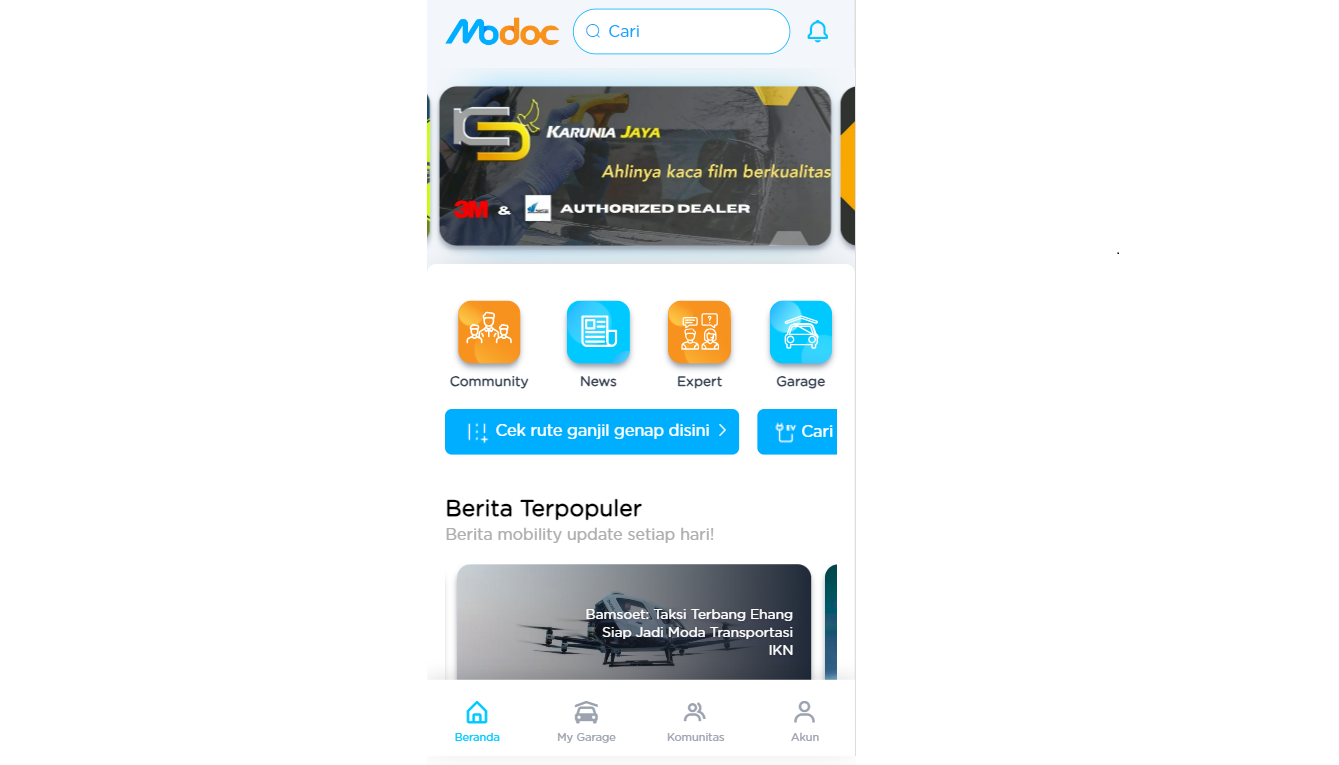 Modoc
Cari
KARUNIA JAYA
Ahlinya kaca film berkualitas
3M & AUTHORIZED DEALER
Community
News
Expert
Garage
Cek rute ganjil genap disini
EV Cari
Berita Terpopuler
Berita mobility update setiap hari!
Bamsoet: Taksi Terbang Ehang
Siap Jadi Moda Transportasi
IKN
Beranda
My Garage
Komunitas
Akun